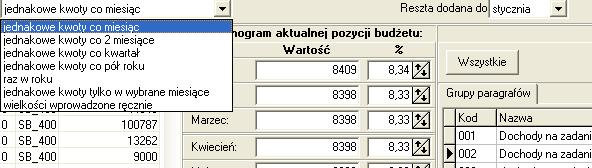 jednakowe kwoty co miesiąc
Reszta dodana do
stycznia
jednakowe kwoty co miesiąc
jednakowe kwoty co 2 miesiące
jednakowe kwoty co kwartał
jednakowe kwoty co pół roku
raz w roku
jednakowe kwoty tylko w wybrane miesiące
wielkości wprowadzone ręcznie
nogram aktualnej pozycji budżetu:
Wartość %
8409 8,34
8398 8,33
Marzec: 8398 8,33
Kwiecień: 8398 8,33
0 SB_400 100787
0 SB_400 13262
0 SB_400 9000
Wszystkie
Grupy paragrafów
Kod Nazwa
001 Dochody na zadani
002 Dochody na zadani